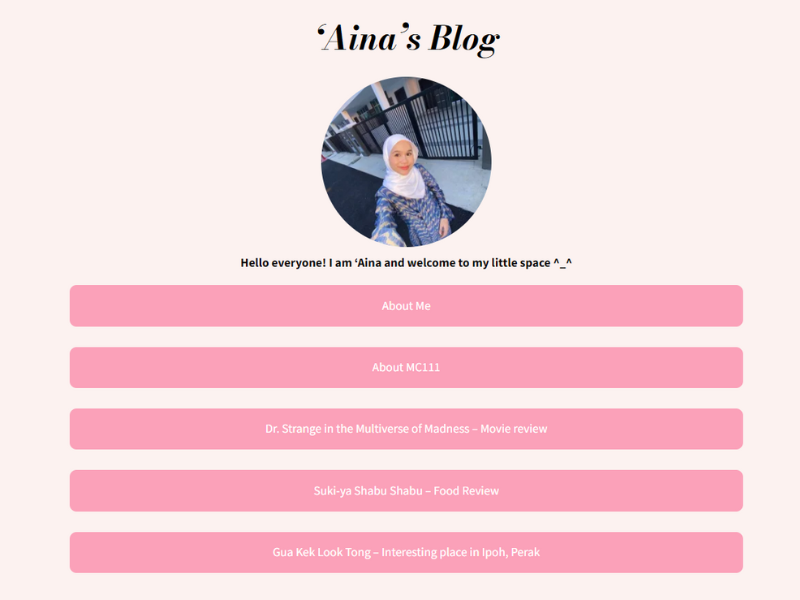 ‘Aina’s Blog
Hello everyone! I am ‘Aina and welcome to my little space ^_^
About Me
About MC111
Dr. Strange in the Multiverse of Madness – Movie review
Suki-ya Shabu Shabu – Food Review
Gua Kek Look Tong – Interesting place in Ipoh, Perak